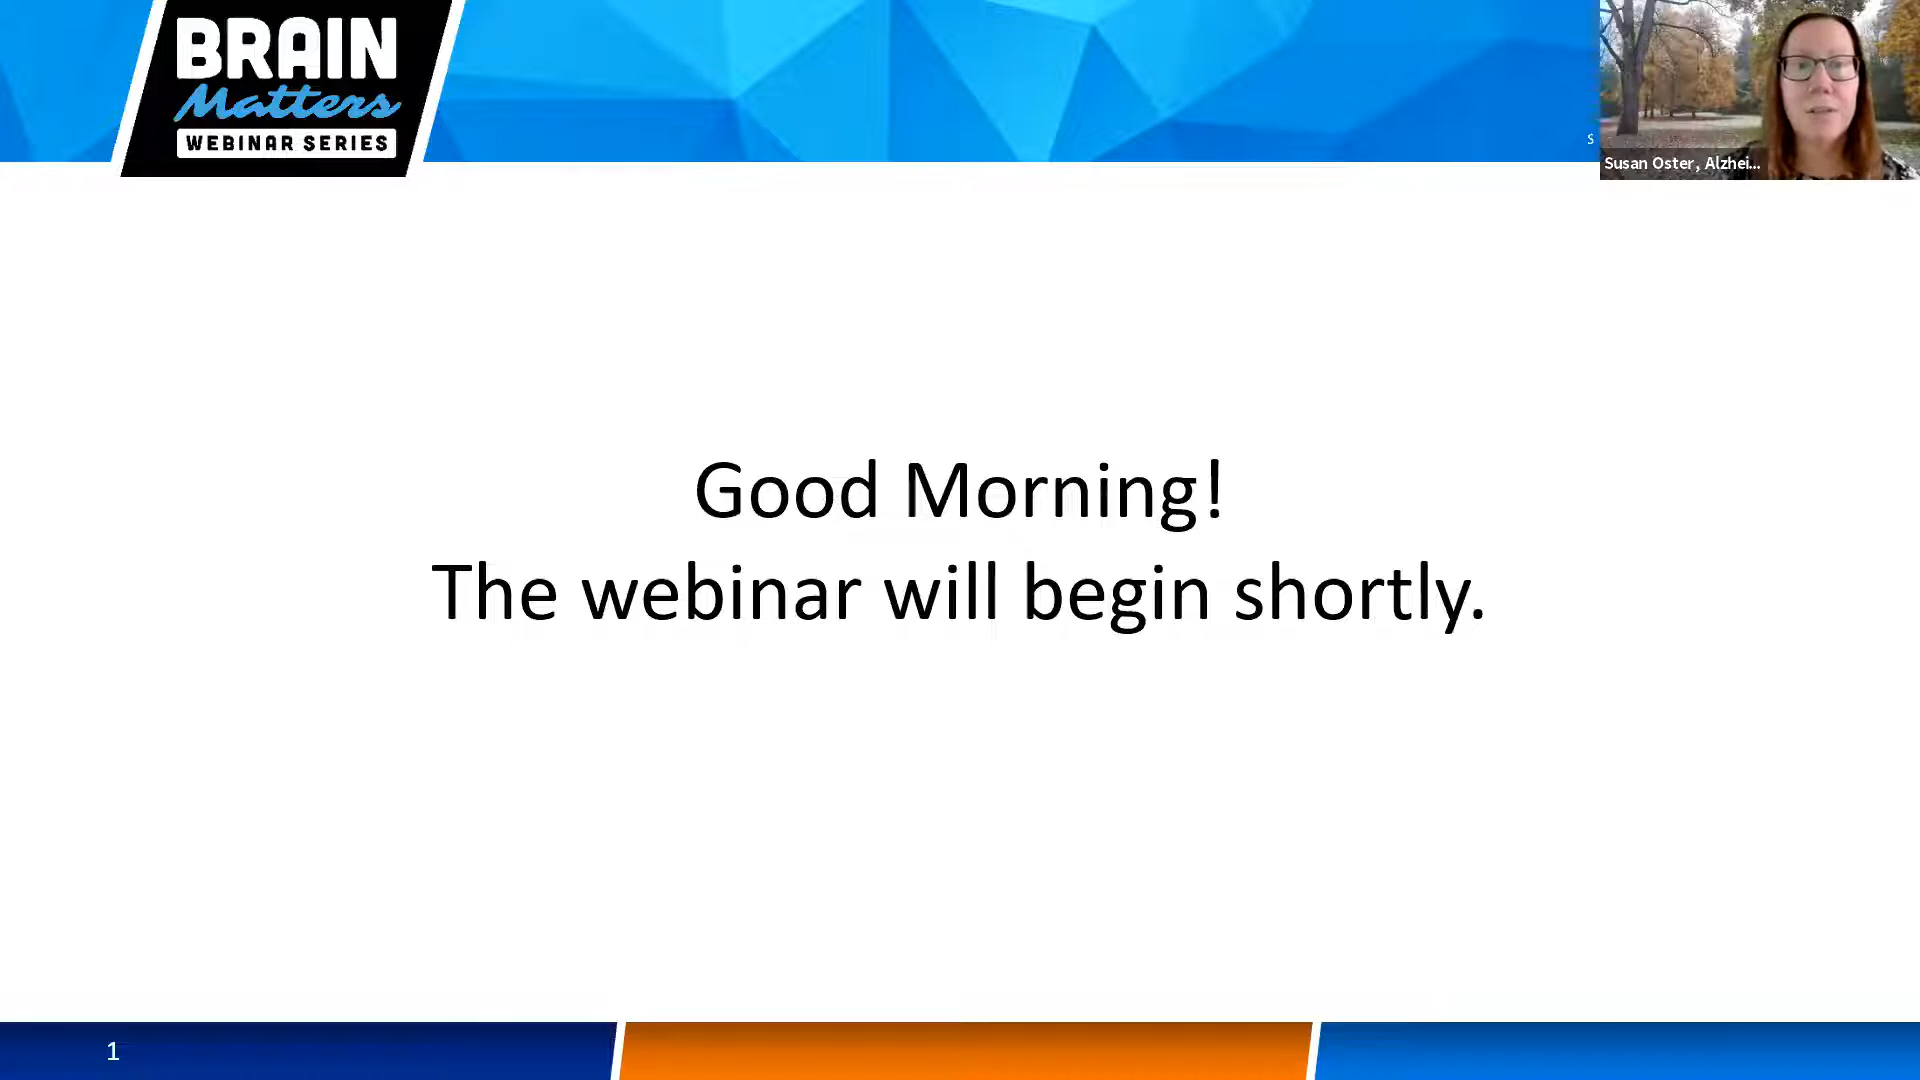 BRAIN
Matters
WEBINAR SERIES
S
Susan Oster, Alzhei...
Good Morning!
The webinar will begin shortly.
1